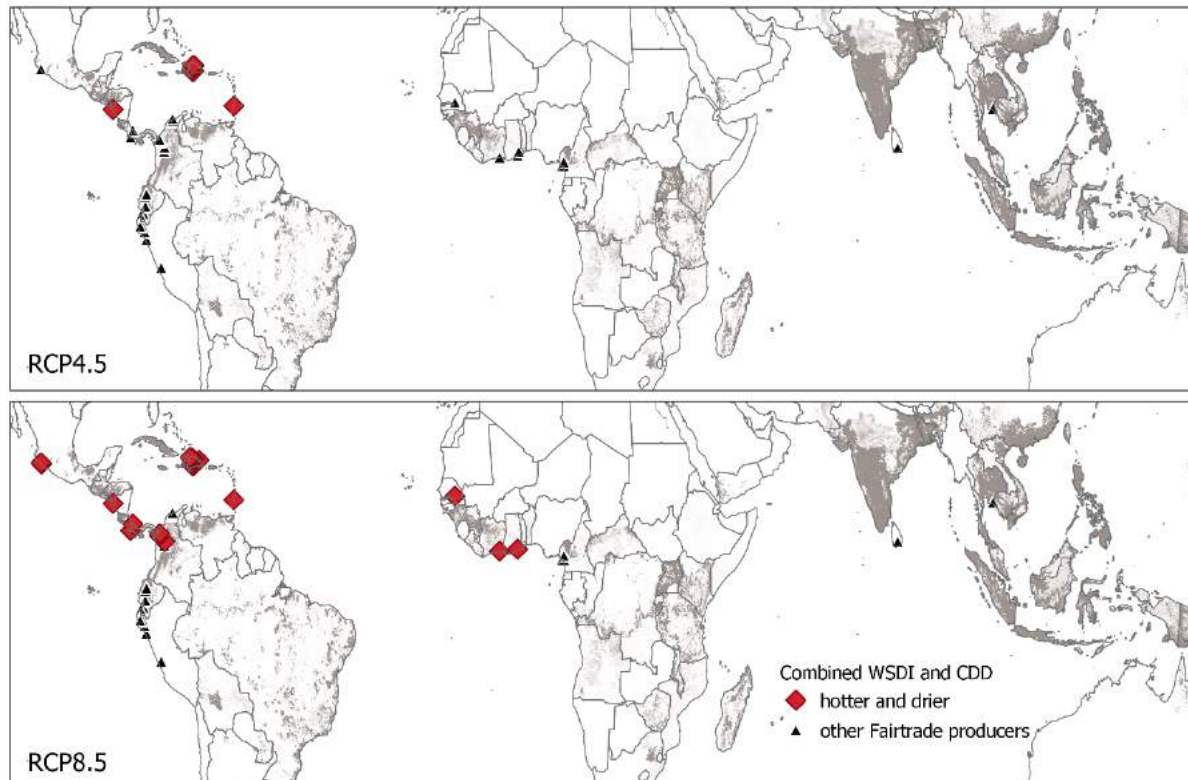 RCP4.5
Combined WSDI and CDD
hotter and drier
other Fairtrade producers
RCP8.5